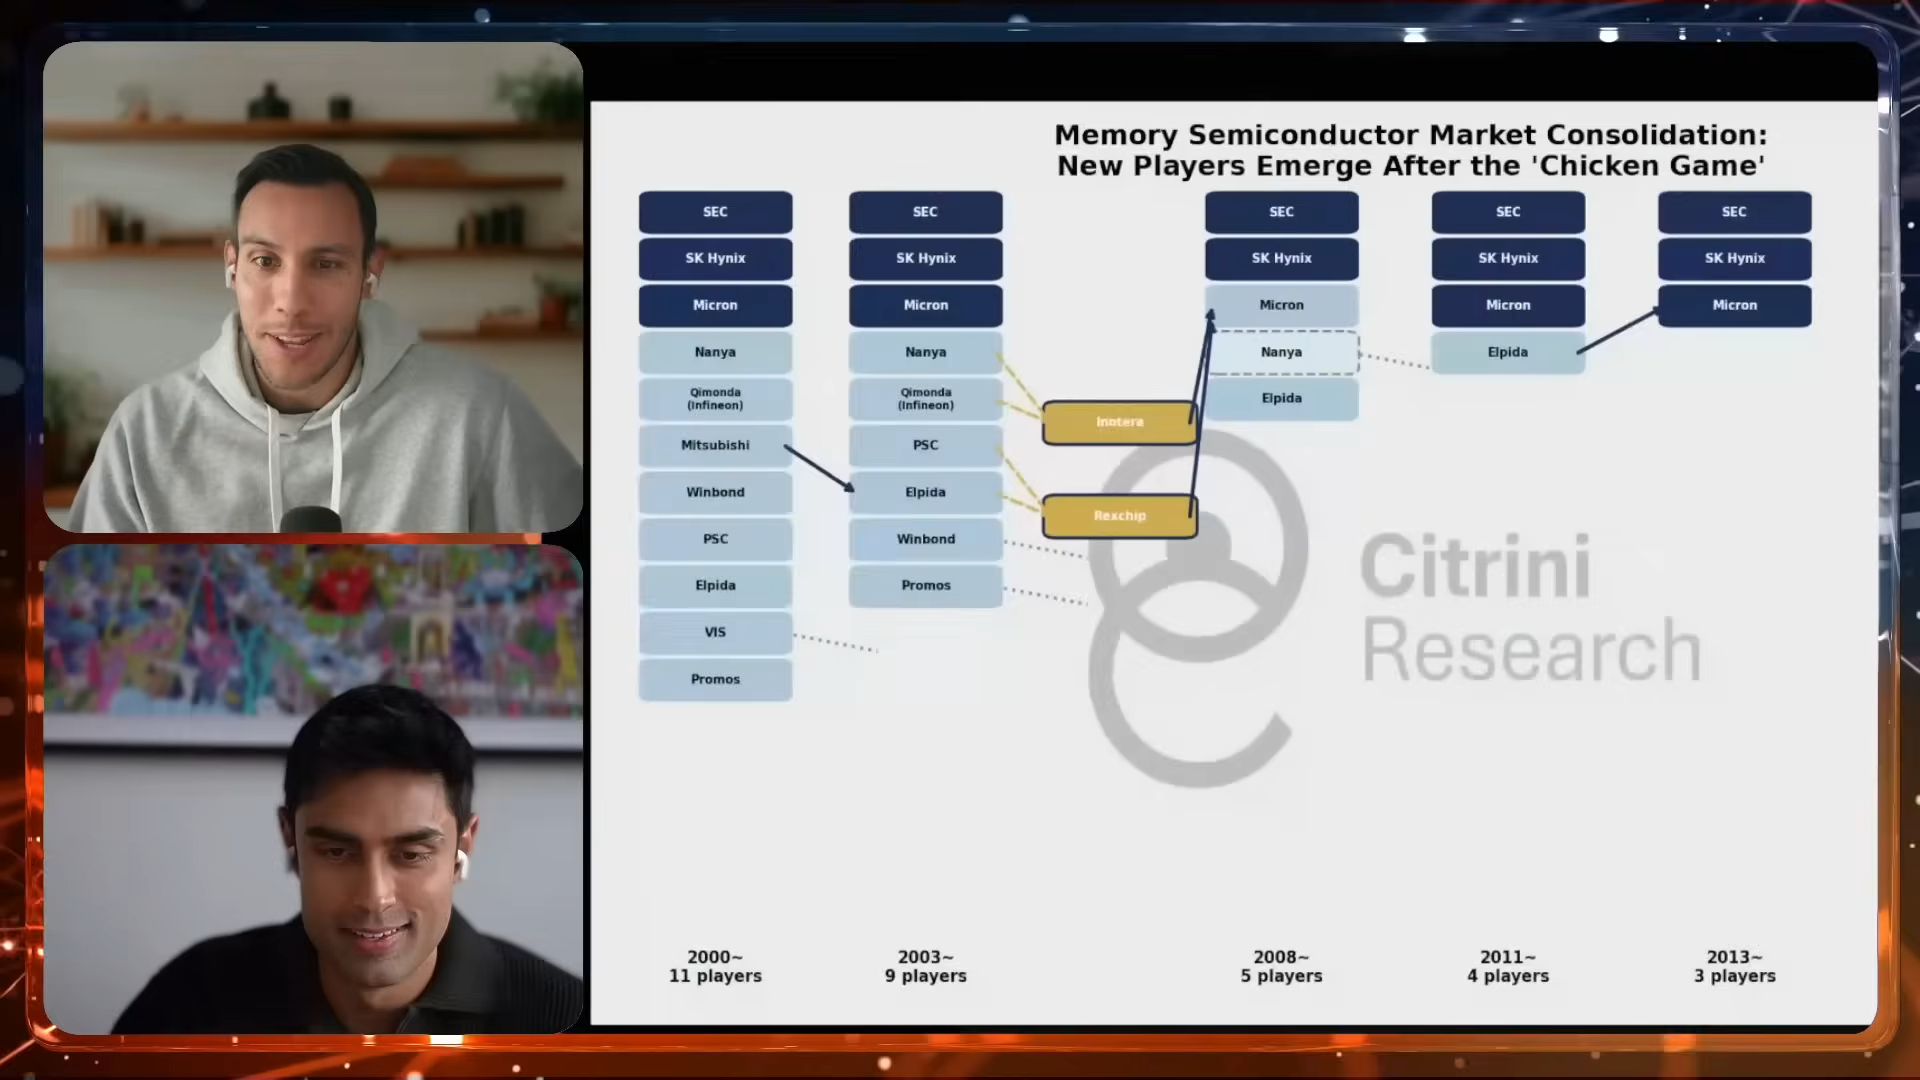 Memory Semiconductor Market Consolidation:
New Players Emerge After the 'Chicken Game'
SEC
SK Hynix
Micron
Nanya
Qimonda
(Infineon)
Mitsubishi
Winbond
PSC
Elpida
VIS
Promos
2000~
11 players
SEC
SK Hynix
Micron
Nanya
Qimonda
(Infineon)
PSC
Elpida
Winbond
Promos
2003~
9 players
Inotera
Rexchip
SEC
SK Hynix
Micron
Nanya
Elpida
2008~
5 players
SEC
SK Hynix
Micron
Elpida
2011~
4 players
SEC
SK Hynix
Micron
2013~
3 players
Citrini
Research